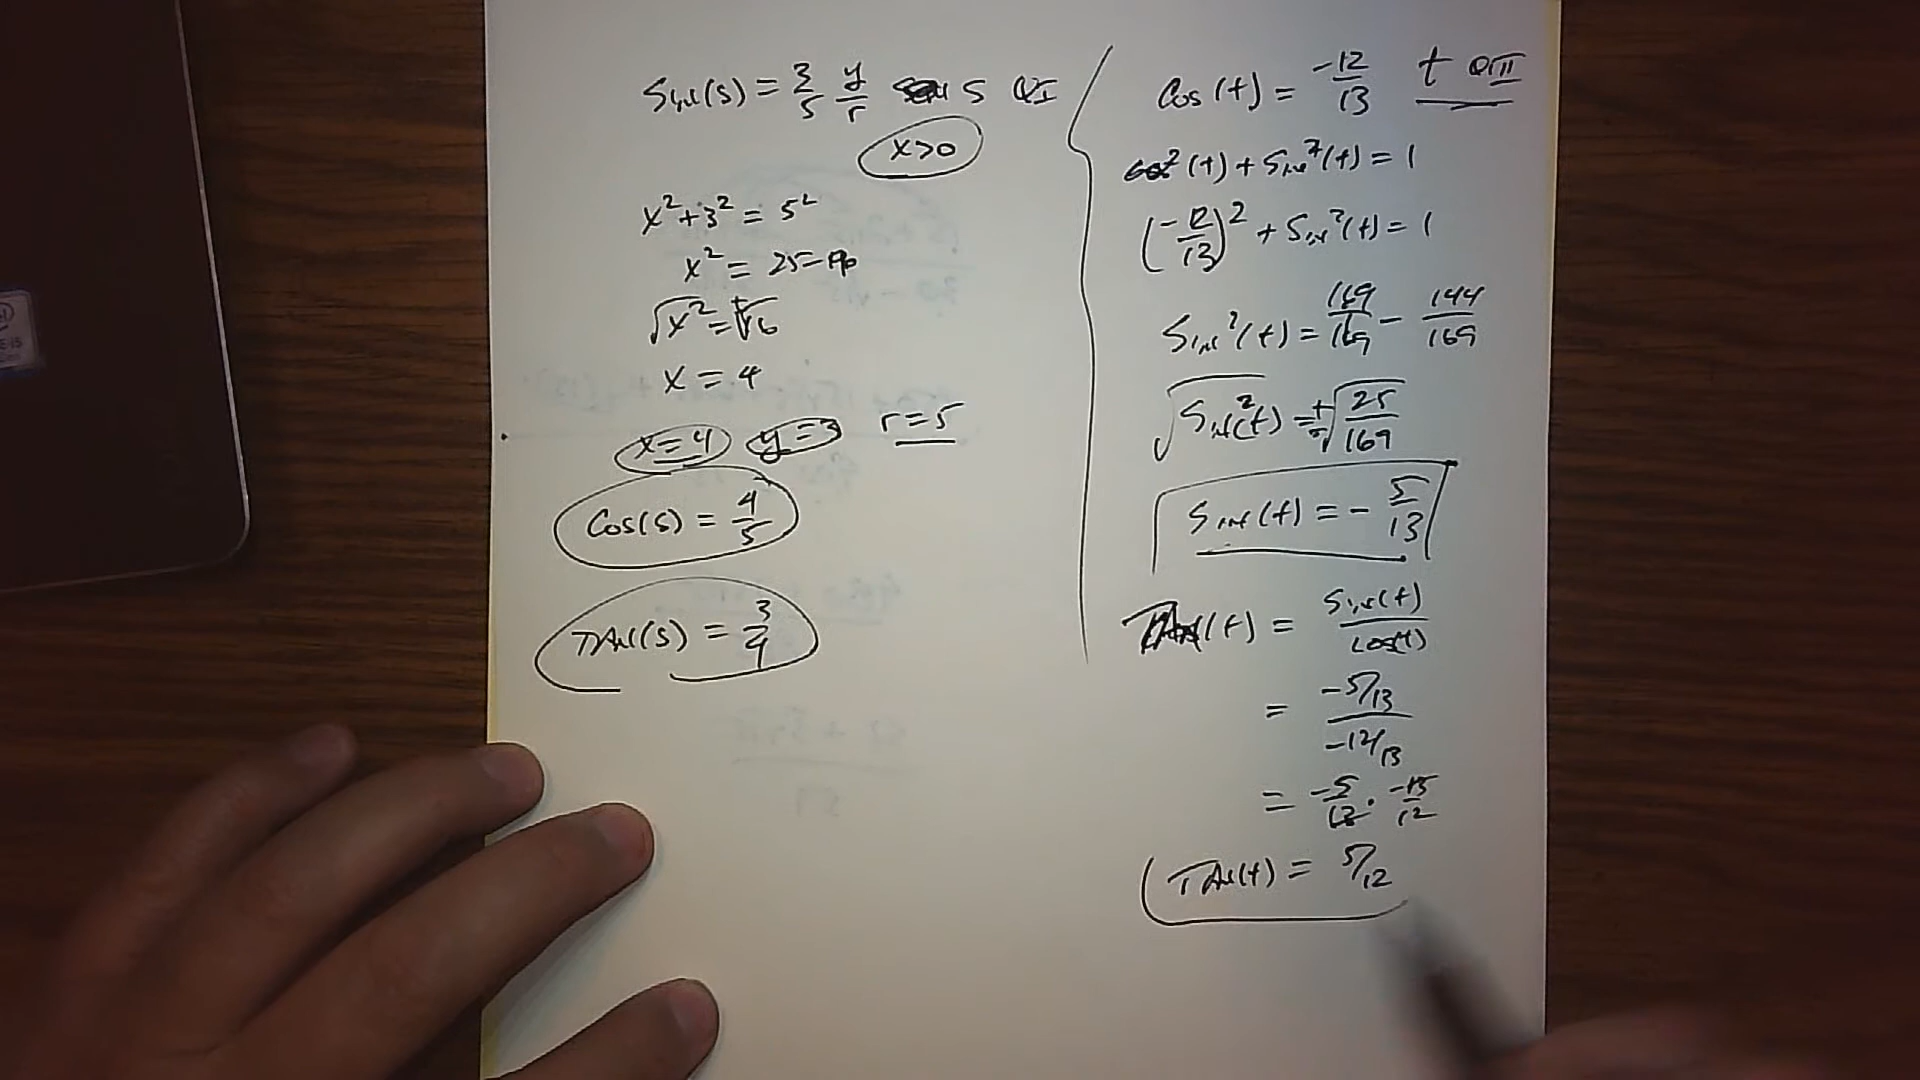 Sin(s) = 3/5 y/r s QI
x>0
x² + 3² = 5²
x² = 25 - 9
√x² = ±√16
x = 4
x = 4 y = 3 r = 5
Cos(s) = 4/5
TAN(s) = 3/4
Cos(t) = -12/13 t QIII
cos²(t) + Sin²(t) = 1
(-12/13)² + Sin²(t) = 1
Sin²(t) = 169/169 - 144/169
√Sin²(t) = ±√25/169
Sin(t) = - 5/13
TAN(t) = Sin(t)/cos(t)
= -5/13 / -12/13
= -5/13 · -13/12
TAN(t) = 5/12